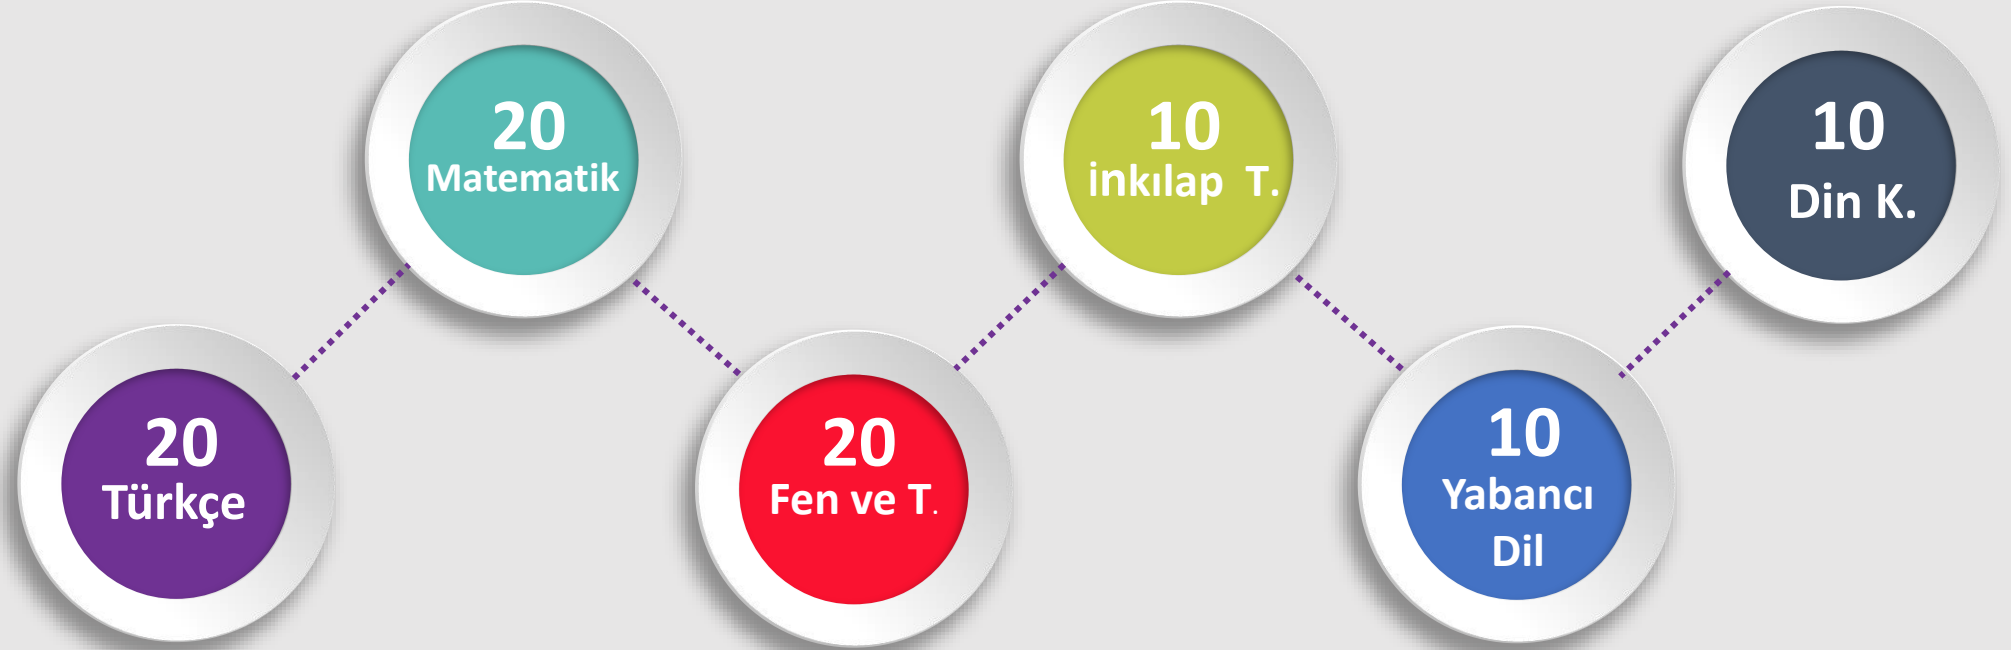 20
Türkçe
20
Matematik
20
Fen ve T.
10
inkılap T.
10
Yabancı
Dil
10
Din K.